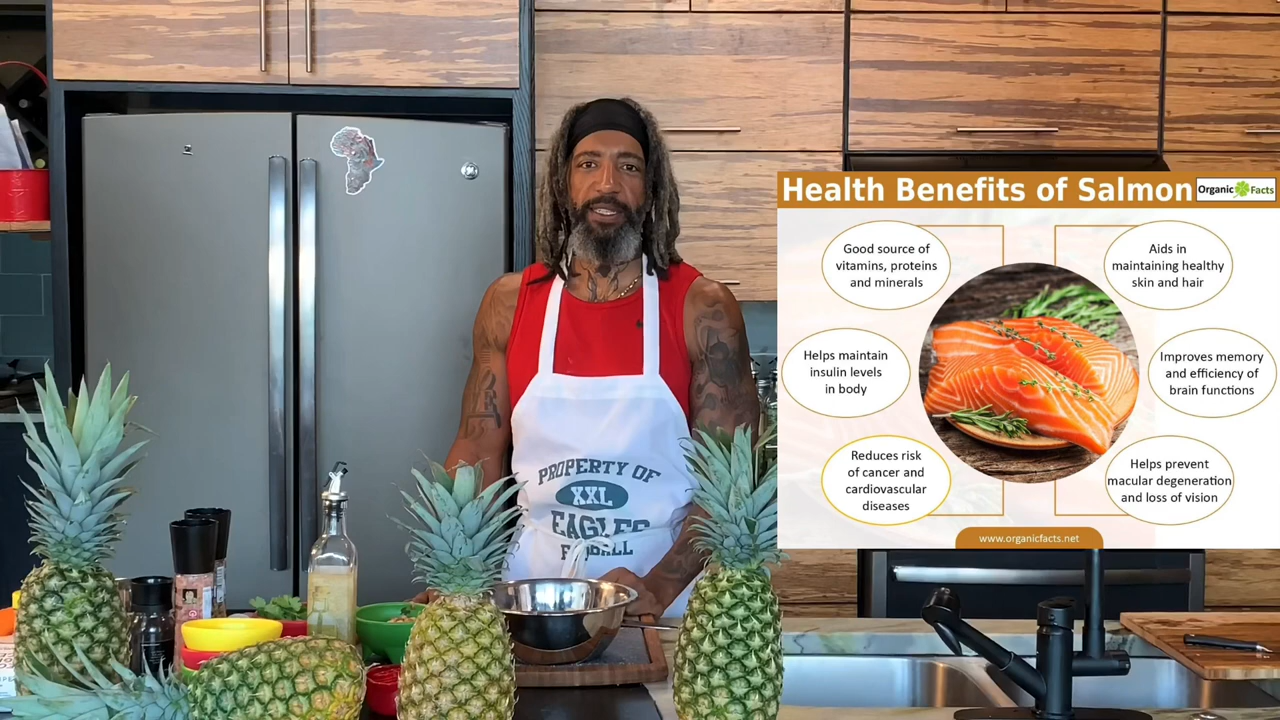 Health Benefits of Salmon
Organic Facts
Good source of
vitamins, proteins
and minerals
Aids in
maintaining healthy
skin and hair
Helps maintain
insulin levels
in body
Improves memory
and efficiency of
brain functions
Reduces risk
of cancer and
cardiovascular
diseases
Helps prevent
macular degeneration
and loss of vision
www.organicfacts.net
PROPERTY OF
XXL
EAGLES